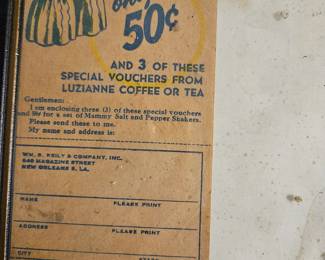 only
50¢
AND 3 OF THESE
SPECIAL VOUCHERS FROM
LUZIANNE COFFEE OR TEA
Gentlemen:
I am enclosing three (3) of these special vouchers
and 50¢ for a set of Mammy Salt and Pepper Shakers.
Please send these to me.
My name and address is:
WM. B. REILY & COMPANY, INC.
640 MAGAZINE STREET
NEW ORLEANS 9, LA.
NAME PLEASE PRINT
ADDRESS PLEASE PRINT
CITY STATE